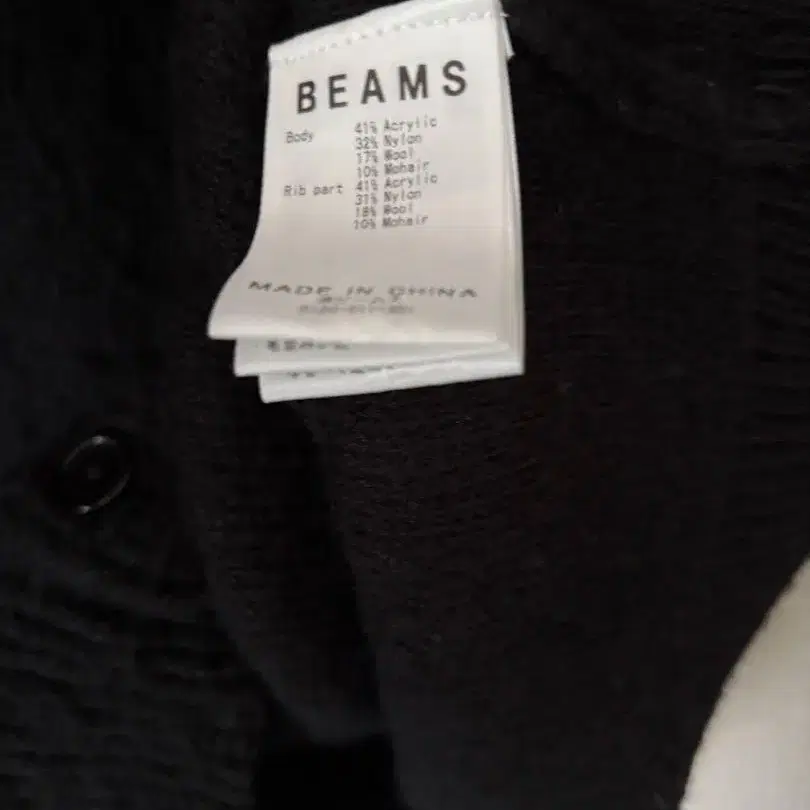 BEAMS
Body 41% Acrylic
32% Nylon
17% Wool
10% Mohair
Rib part 41% Acrylic
31% Nylon
18% Wool
10% Mohair
MADE IN CHINA